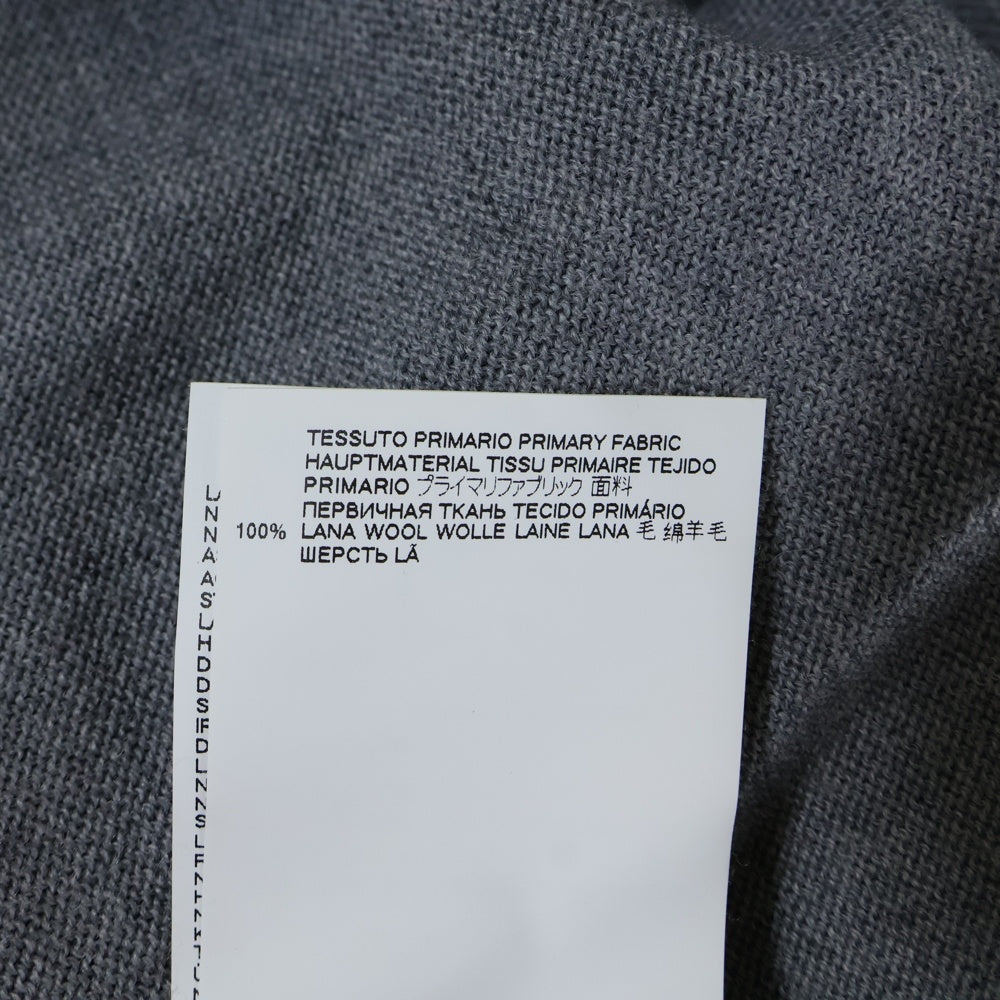 TESSUTO PRIMARIO PRIMARY FABRIC
HAUPTMATERIAL TISSU PRIMAIRE TEJIDO
PRIMARIO プライマリファブリック 面料
ПЕРВИЧНАЯ ТКАНЬ TECIDO PRIMÁRIO
100% LANA WOOL WOLLE LAINE LANA 毛 绵羊毛
ШЕРСТЬ LÃ